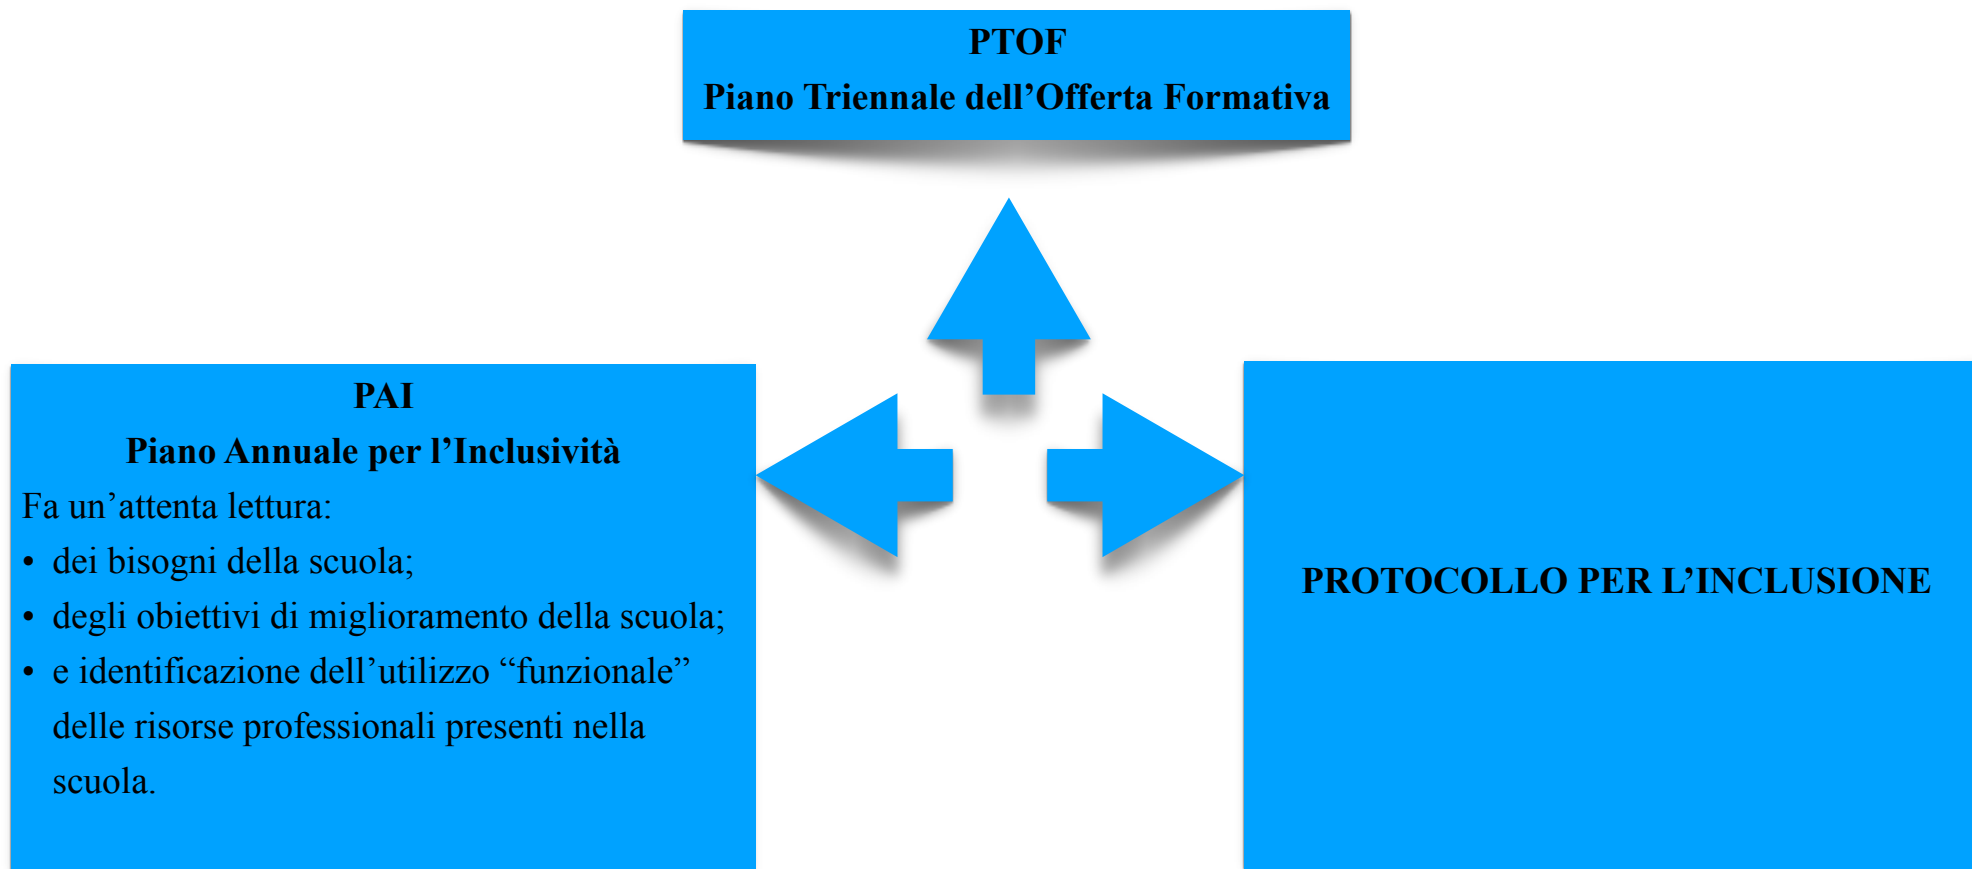 PTOF
Piano Triennale dell’Offerta Formativa
PAI
Piano Annuale per l’Inclusività
Fa un’attenta lettura:
• dei bisogni della scuola;
• degli obiettivi di miglioramento della scuola;
• e identificazione dell’utilizzo “funzionale”
delle risorse professionali presenti nella
scuola.
PROTOCOLLO PER L’INCLUSIONE